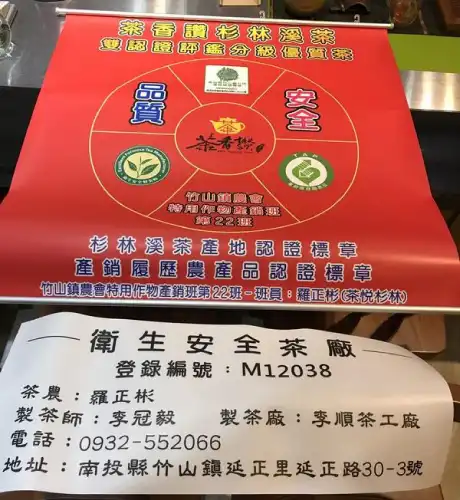 茶香讚杉林溪茶
雙認證評鑑分級優質茶
品質
安全
茶
茶香讚
竹山鎮農會
特用作物產銷班
第22班
杉林溪茶產地認證標章
產銷履歷農產品認證標章
竹山鎮農會特用作物產銷班第22班-班員：羅正彬(茶悅杉林)
衛生安全茶廠
登錄編號：M12038
茶農：羅正彬
製茶師：李冠毅 製茶廠：李順茶工廠
電話：0932-552066
地址：南投縣竹山鎮延正里延正路30-3號